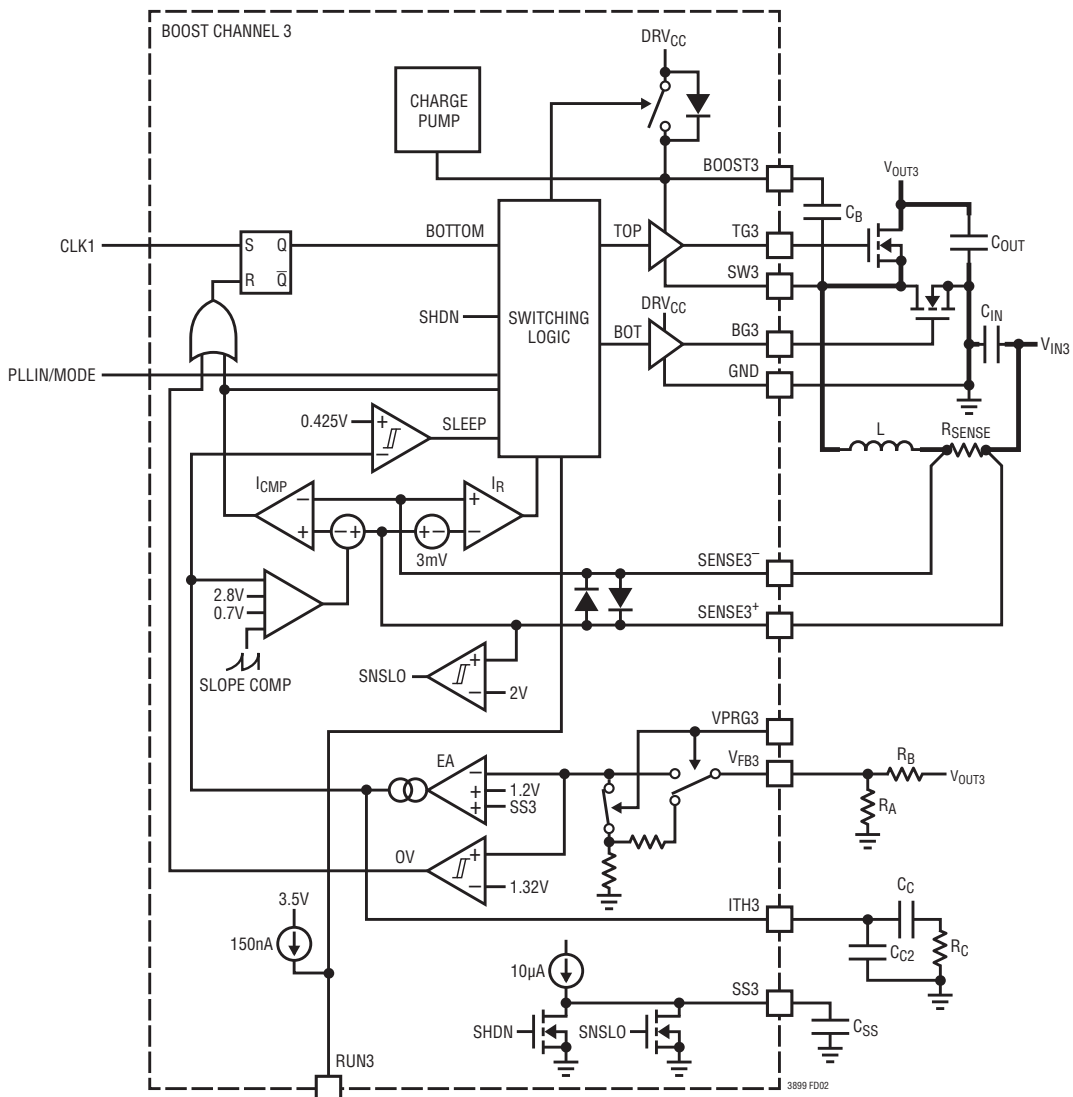 BOOST CHANNEL 3
DRVCC
CHARGE
PUMP
BOOST3
VOUT3
CB
CLK1
S Q
R Q̅
BOTTOM
TOP
TG3
COUT
SW3
SHDN
SWITCHING
LOGIC
DRVCC
BOT
BG3
CIN
VIN3
GND
PLLIN/MODE
0.425V
+
−
SLEEP
L
RSENSE
ICMP
IR
−
+
− +
+ −
+
−
3mV
SENSE3−
2.8V
0.7V
SENSE3+
SLOPE COMP
SNSLO
+
−
2V
VPRG3
EA
VFB3
RB
VOUT3
−
+
1.2V
+
SS3
RA
OV
+
−
1.32V
3.5V
ITH3
CC
150nA
CC2
RC
10µA
SS3
SHDN
SNSLO
CSS
RUN3
3899 FD02